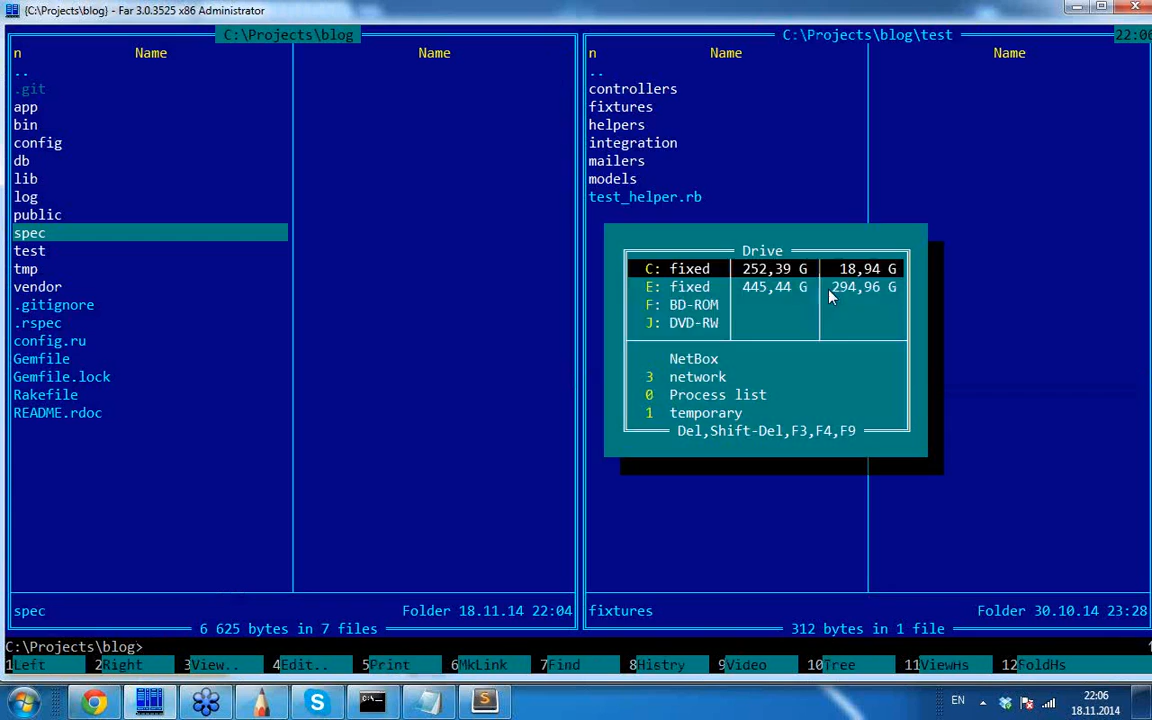 {C:\Projects\blog} - Far 3.0.3525 x86 Administrator
C:\Projects\blog
n Name Name
..
.git
app
bin
config
db
lib
log
public
spec
test
tmp
vendor
.gitignore
.rspec
config.ru
Gemfile
Gemfile.lock
Rakefile
README.rdoc
spec Folder 18.11.14 22:04
6 625 bytes in 7 files
C:\Projects\blog\test 22:06
n Name Name
..
controllers
fixtures
helpers
integration
mailers
models
test_helper.rb
Drive
C: fixed 252,39 G 18,94 G
E: fixed 445,44 G 294,96 G
F: BD-ROM
J: DVD-RW
NetBox
3 network
0 Process list
1 temporary
Del,Shift-Del,F3,F4,F9
fixtures Folder 30.10.14 23:28
312 bytes in 1 file
C:\Projects\blog>
1Left 2Right 3View.. 4Edit.. 5Print 6MkLink 7Find 8Histry 9Video 10Tree 11ViewHs 12FoldHs
EN 22:06
18.11.2014